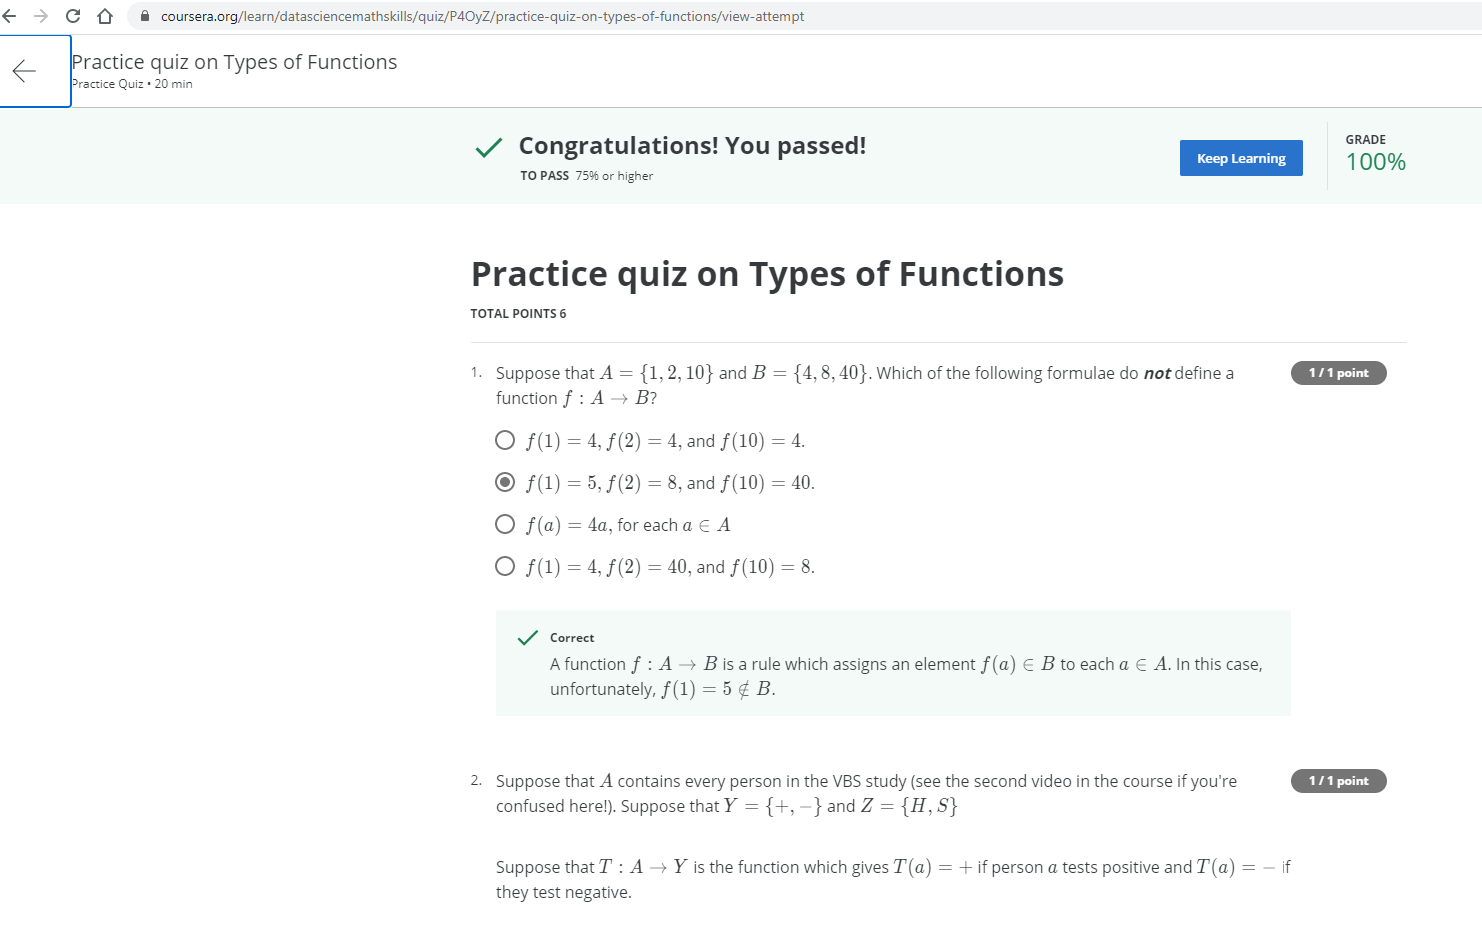 coursera.org/learn/datasciencemathskills/quiz/P4OyZ/practice-quiz-on-types-of-functions/view-attempt
Practice quiz on Types of Functions
Practice Quiz • 20 min
Congratulations! You passed!
TO PASS 75% or higher
Keep Learning
GRADE
100%
Practice quiz on Types of Functions
TOTAL POINTS 6
1. Suppose that A = {1, 2, 10} and B = {4, 8, 40}. Which of the following formulae do not define a
function f : A → B?
1 / 1 point
f(1) = 4, f(2) = 4, and f(10) = 4.
f(1) = 5, f(2) = 8, and f(10) = 40.
f(a) = 4a, for each a ∈ A
f(1) = 4, f(2) = 40, and f(10) = 8.
Correct
A function f : A → B is a rule which assigns an element f(a) ∈ B to each a ∈ A. In this case,
unfortunately, f(1) = 5 ∉ B.
2. Suppose that A contains every person in the VBS study (see the second video in the course if you're
confused here!). Suppose that Y = {+, −} and Z = {H, S}
1 / 1 point
Suppose that T : A → Y is the function which gives T(a) = + if person a tests positive and T(a) = − if
they test negative.